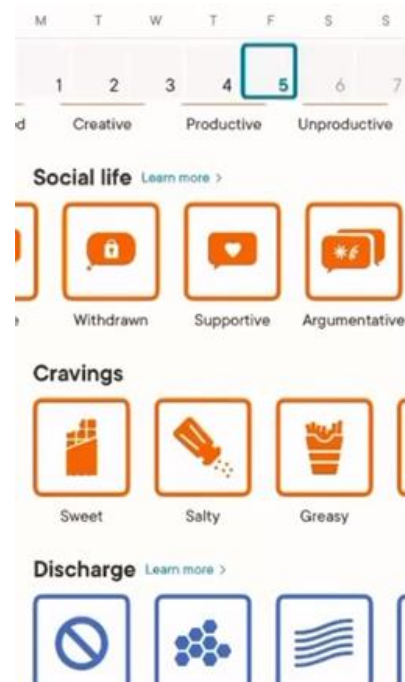 M T W T F S S
1 2 3 4 5 6 7
d Creative Productive Unproductive
Social life Learn more >
Withdrawn Supportive Argumentative
Cravings
Sweet Salty Greasy
Discharge Learn more >